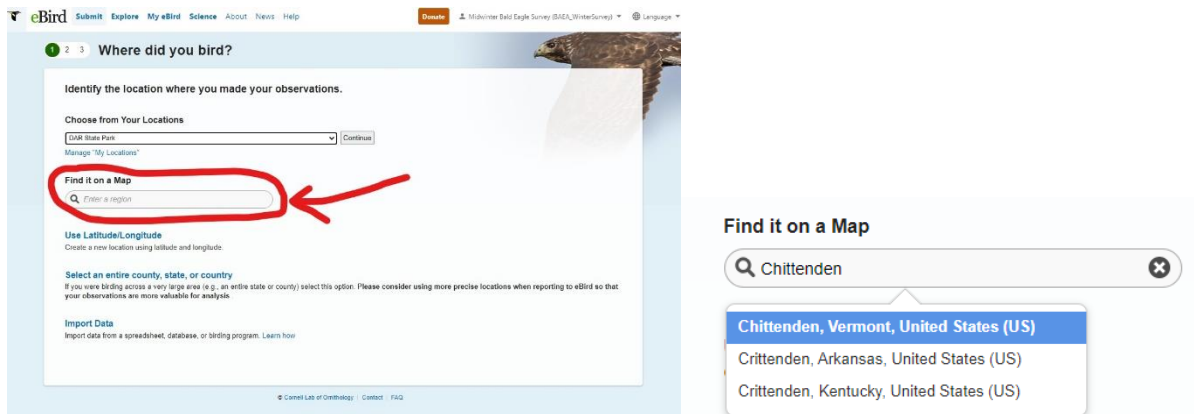 eBird Submit Explore My eBird Science About News Help Donate Midwinter Bald Eagle Survey (BAEA_WinterSurvey) Language
1 2 3 Where did you bird?
Identify the location where you made your observations.
Choose from Your Locations
DAR State Park Continue
Manage "My Locations"
Find it on a Map
Enter a region
Use Latitude/Longitude
Create a new location using latitude and longitude
Select an entire county, state, or country
If you were birding across a very large area (e.g., an entire state or county) select this option. Please consider using more precise locations when reporting to eBird so that
your observations are more valuable for analysis
Import Data
Import data from a spreadsheet, database, or birding program. Learn how
© Cornell Lab of Ornithology | Contact | FAQ
Find it on a Map
Chittenden
Chittenden, Vermont, United States (US)
Crittenden, Arkansas, United States (US)
Crittenden, Kentucky, United States (US)